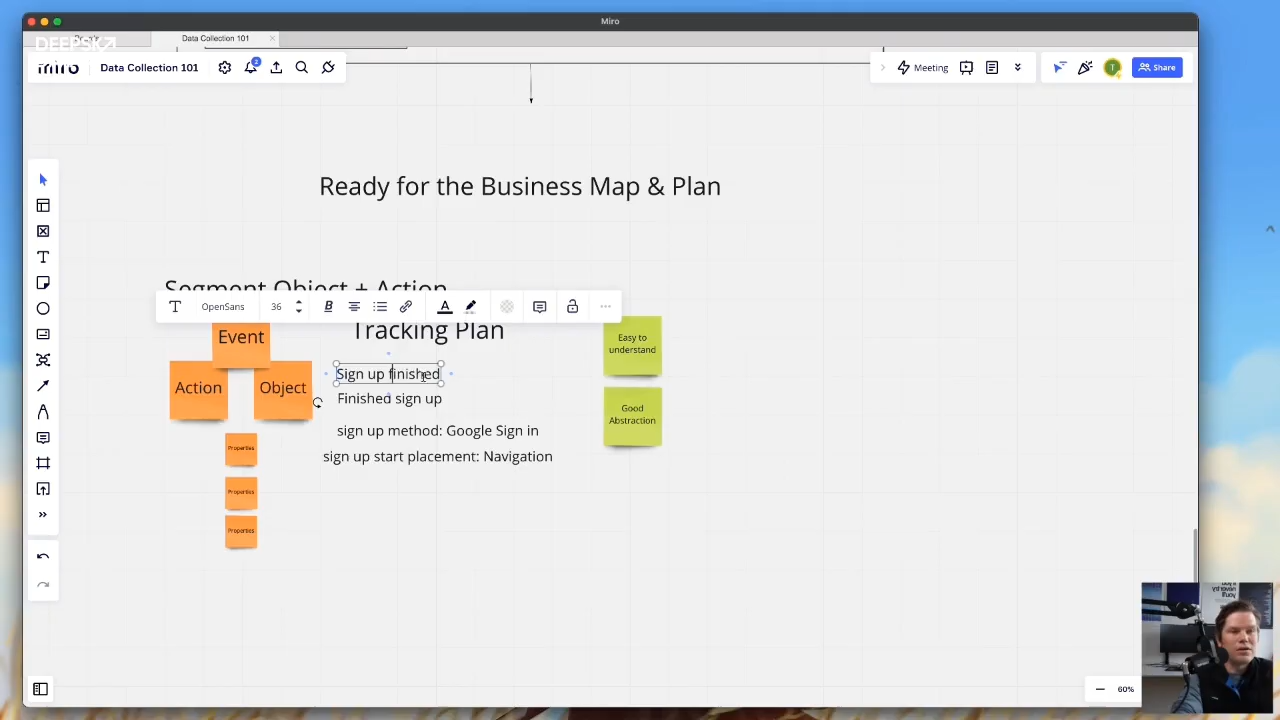 Miro
Data Collection 101
DEEPSK
miro
Data Collection 101
2
Meeting
T
Share
Ready for the Business Map & Plan
Segment Object + Action
OpenSans
36
Tracking Plan
Event
Action
Object
Sign up finished
Finished sign up
sign up method: Google Sign in
sign up start placement: Navigation
Properties
Properties
Properties
Easy to
understand
Good
Abstraction
60%